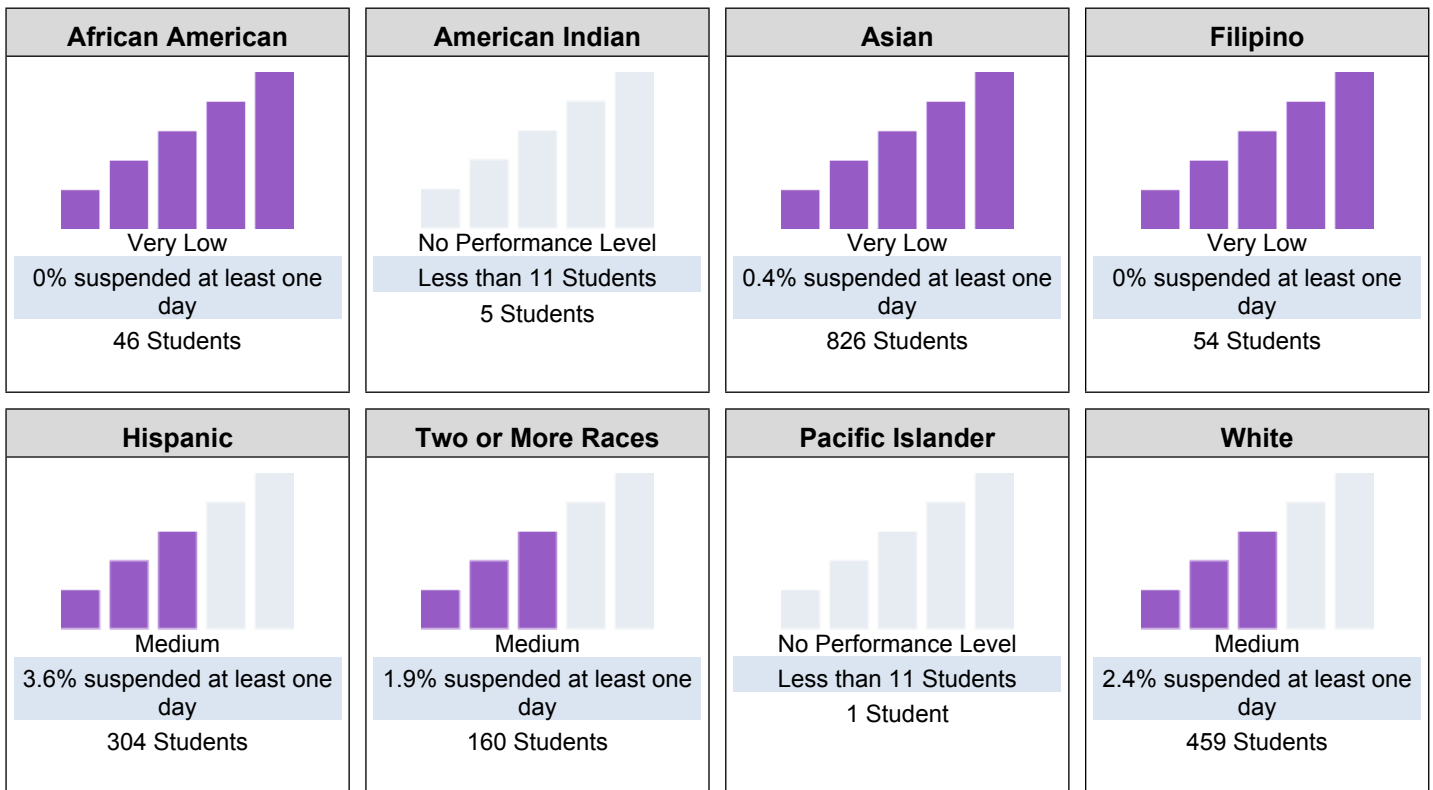 African American
Very Low
0% suspended at least one
day
46 Students
American Indian
No Performance Level
Less than 11 Students
5 Students
Asian
Very Low
0.4% suspended at least one
day
826 Students
Filipino
Very Low
0% suspended at least one
day
54 Students
Hispanic
Medium
3.6% suspended at least one
day
304 Students
Two or More Races
Medium
1.9% suspended at least one
day
160 Students
Pacific Islander
No Performance Level
Less than 11 Students
1 Student
White
Medium
2.4% suspended at least one
day
459 Students